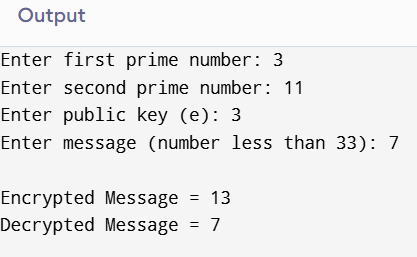 Output
Enter first prime number: 3
Enter second prime number: 11
Enter public key (e): 3
Enter message (number less than 33): 7
Encrypted Message = 13
Decrypted Message = 7